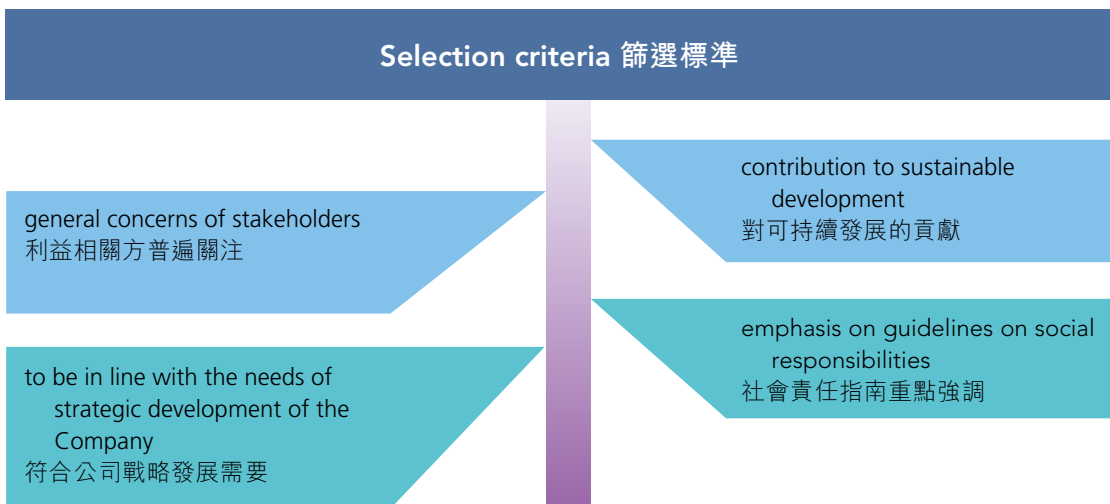 Selection criteria 篩選標準
general concerns of stakeholders
利益相關方普遍關注
to be in line with the needs of
strategic development of the
Company
符合公司戰略發展需要
contribution to sustainable
development
對可持續發展的貢獻
emphasis on guidelines on social
responsibilities
社會責任指南重點強調